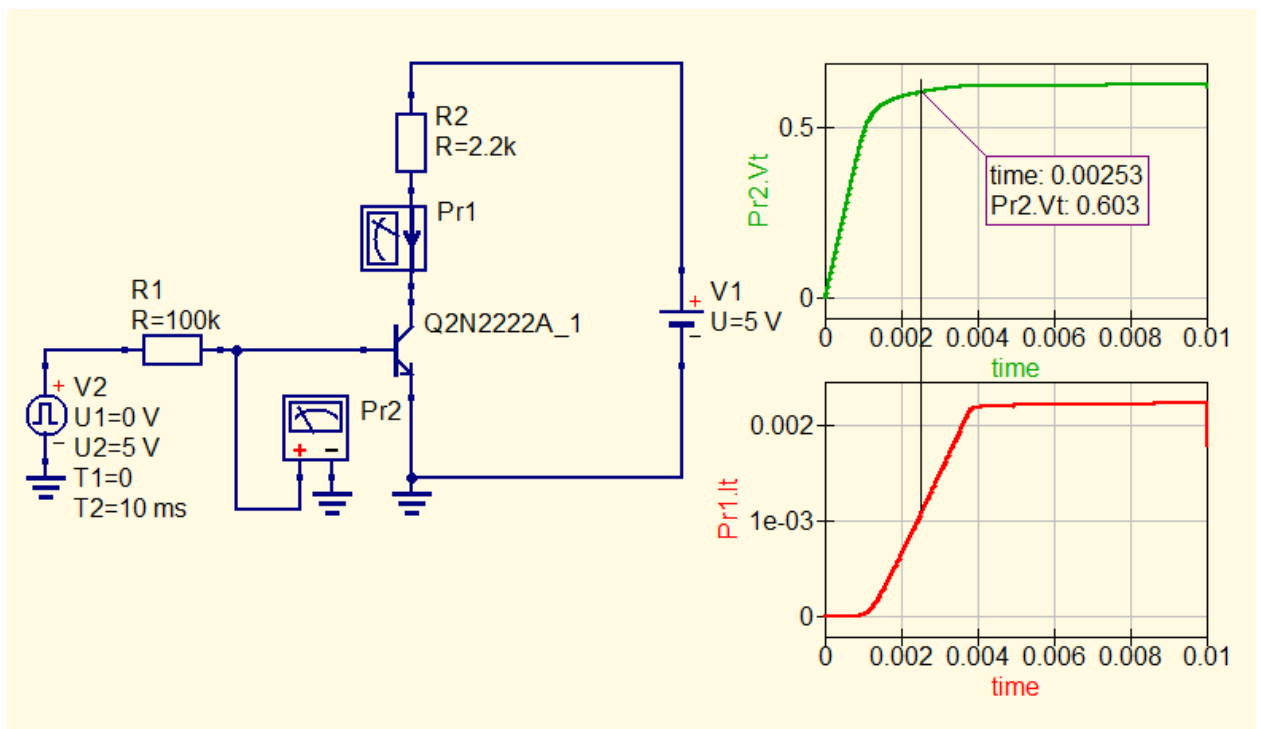 R2
R=2.2k
Pr1
R1
R=100k
Q2N2222A_1
V1
+
U=5 V
−
+
V2
U1=0 V
−
U2=5 V
T1=0
T2=10 ms
Pr2
+ −
Pr2.Vt
0.5
0
0 0.002 0.004 0.006 0.008 0.01
time
time: 0.00253
Pr2.Vt: 0.603
Pr1.It
0.002
1e-03
0
0 0.002 0.004 0.006 0.008 0.01
time